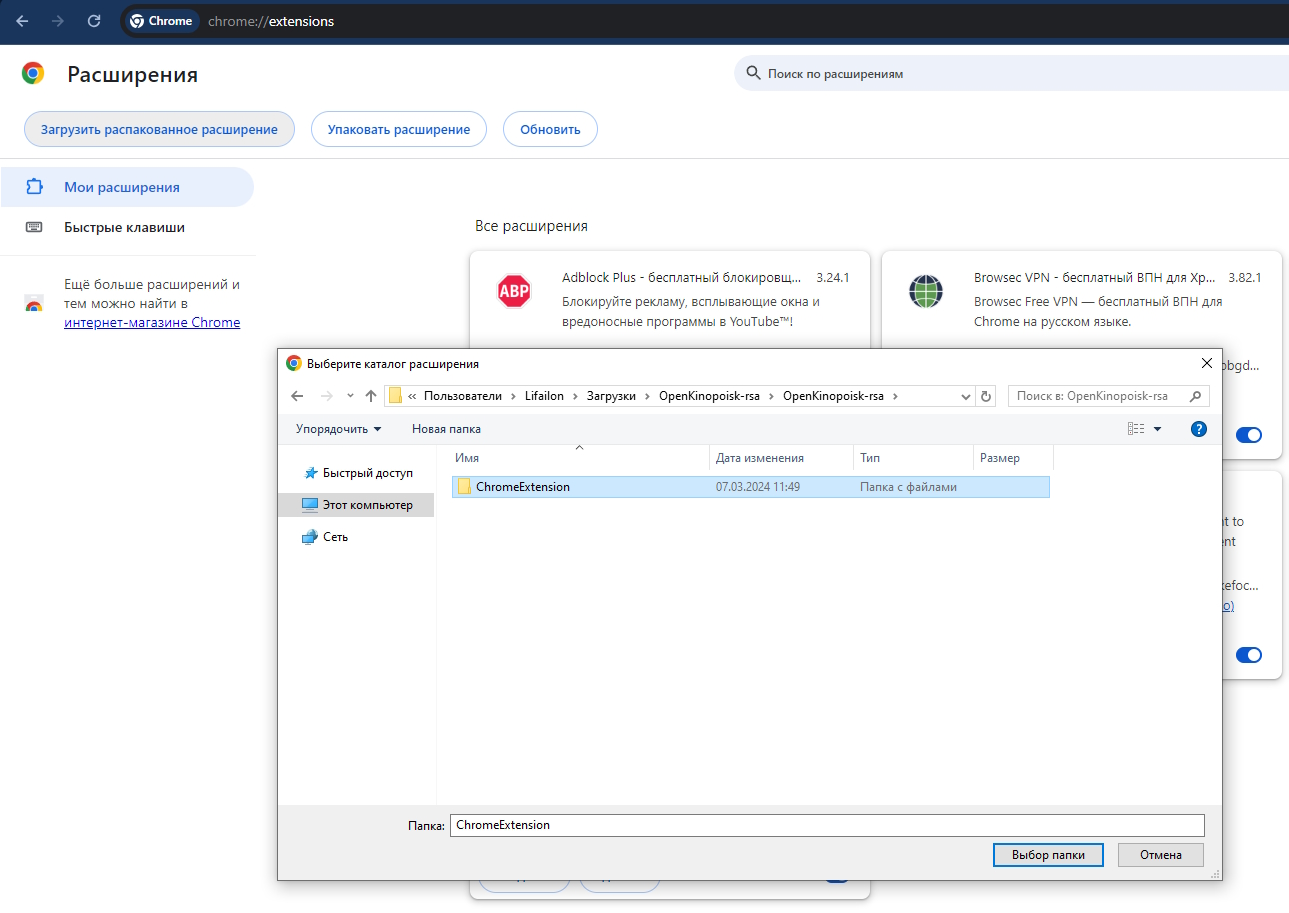 Chrome chrome://extensions
Расширения
Поиск по расширениям
Загрузить распакованное расширение Упаковать расширение Обновить
Мои расширения
Быстрые клавиши
Ещё больше расширений и
тем можно найти в
интернет-магазине Chrome
Все расширения
ABP
Adblock Plus - бесплатный блокировщ... 3.24.1
Блокируйте рекламу, всплывающие окна и
вредоносные программы в YouTube™!
Browsec VPN - бесплатный ВПН для Хр... 3.82.1
Browsec Free VPN — бесплатный ВПН для
Chrome на русском языке.
Выберите каталог расширения
« Пользователи › Lifailon › Загрузки › OpenKinopoisk-rsa › OpenKinopoisk-rsa ›
Поиск в: OpenKinopoisk-rsa
Упорядочить Новая папка
Быстрый доступ
Этот компьютер
Сеть
Имя Дата изменения Тип Размер
ChromeExtension 07.03.2024 11:49 Папка с файлами
Папка: ChromeExtension
Выбор папки Отмена